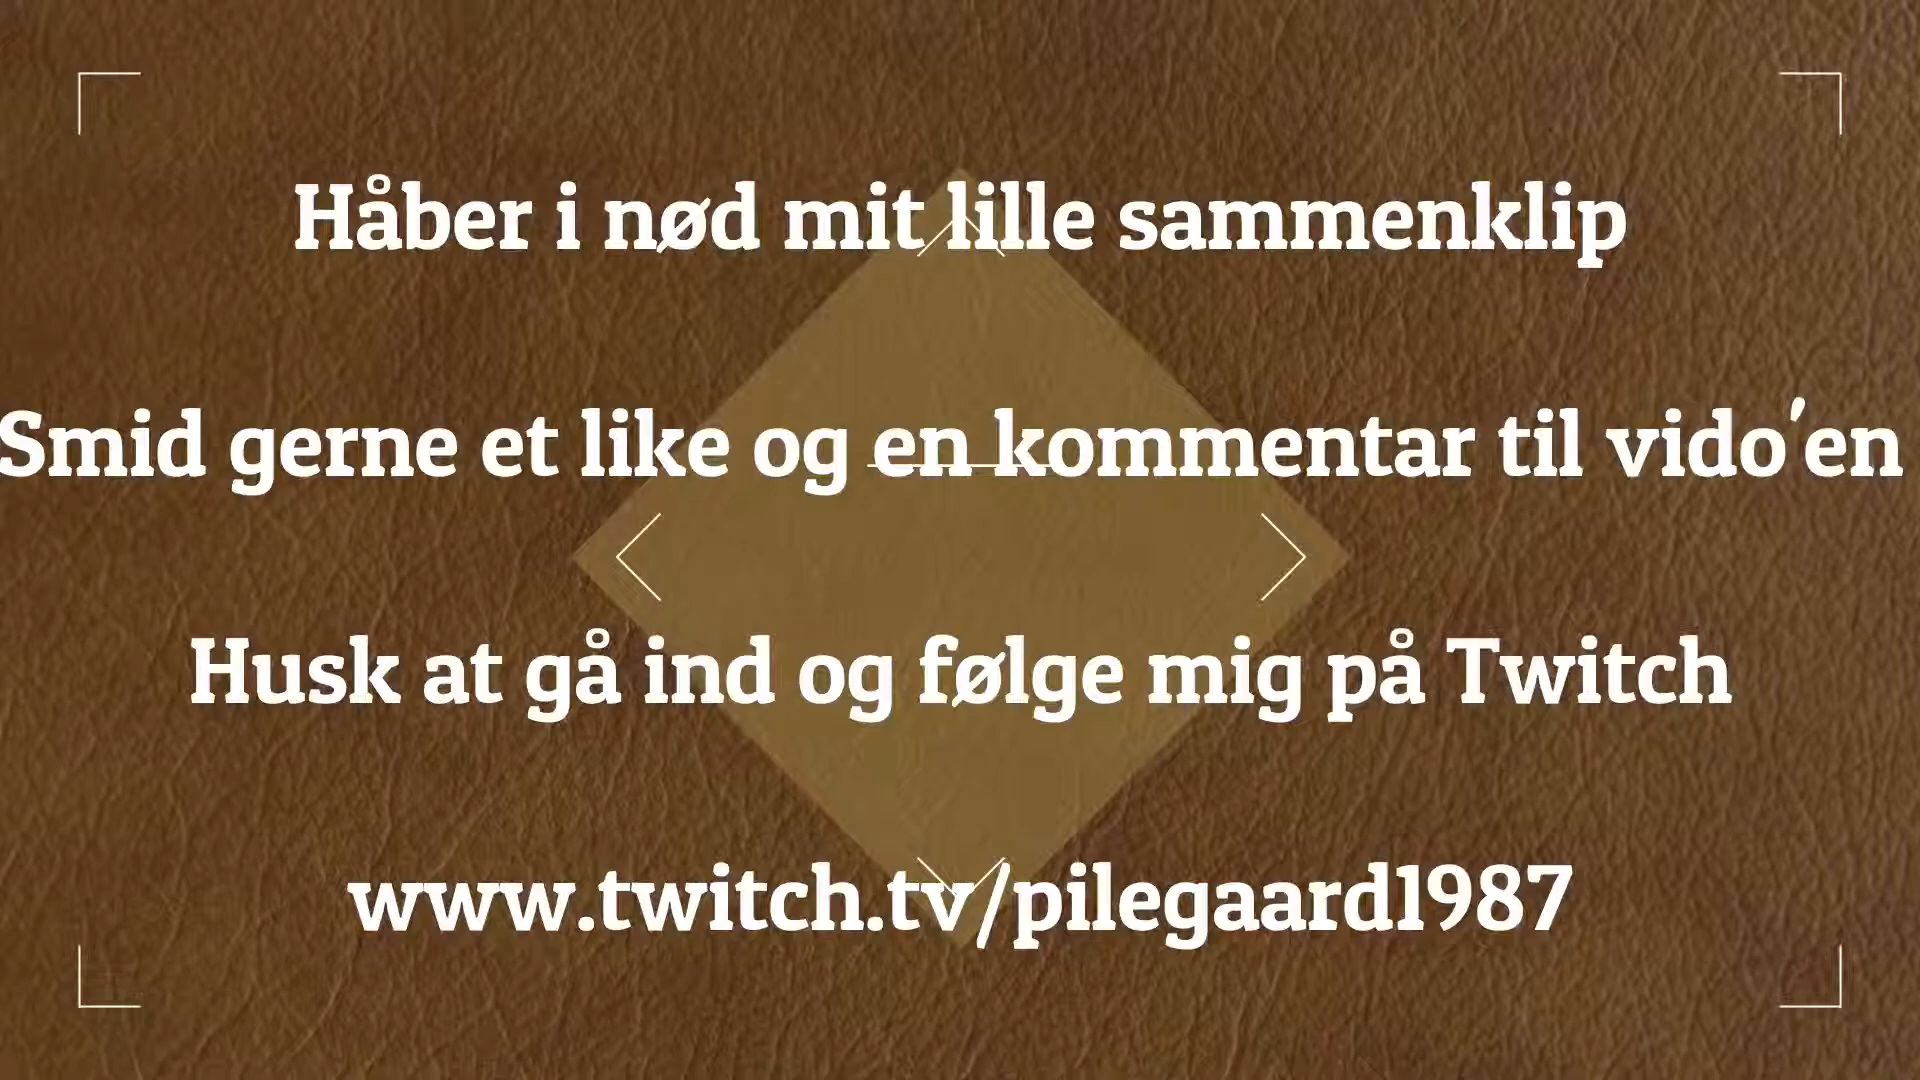 Håber i nød mit lille sammenklip
Smid gerne et like og en kommentar til vido'en
Husk at gå ind og følge mig på Twitch
www.twitch.tv/pilegaard1987